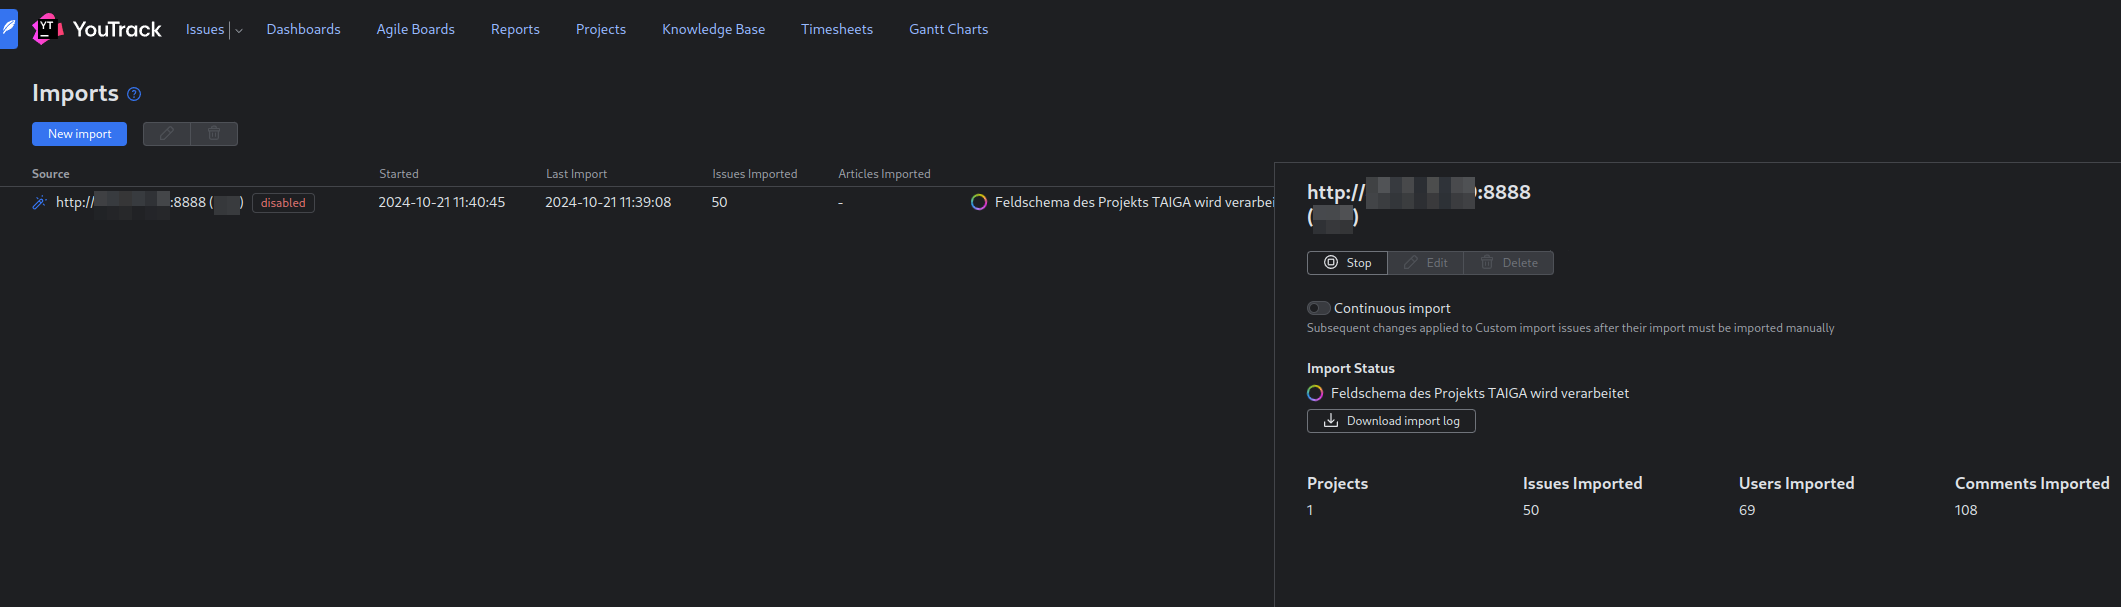 YT YouTrack Issues Dashboards Agile Boards Reports Projects Knowledge Base Timesheets Gantt Charts
Imports ?
New import
Source Started Last Import Issues Imported Articles Imported
http:// :8888 ( ) disabled 2024-10-21 11:40:45 2024-10-21 11:39:08 50 - Feldschema des Projekts TAIGA wird verarbei
http:// :8888
( )
Stop Edit Delete
Continuous import
Subsequent changes applied to Custom import issues after their import must be imported manually
Import Status
Feldschema des Projekts TAIGA wird verarbeitet
Download import log
Projects Issues Imported Users Imported Comments Imported
1 50 69 108